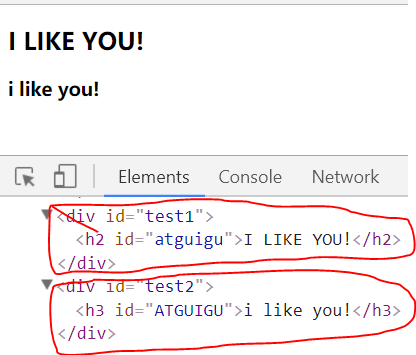 I LIKE YOU!
i like you!
Elements Console Network
<div id="test1">
<h2 id="atguigu">I LIKE YOU!</h2>
</div>
<div id="test2">
<h3 id="ATGUIGU">i like you!</h3>
</div>